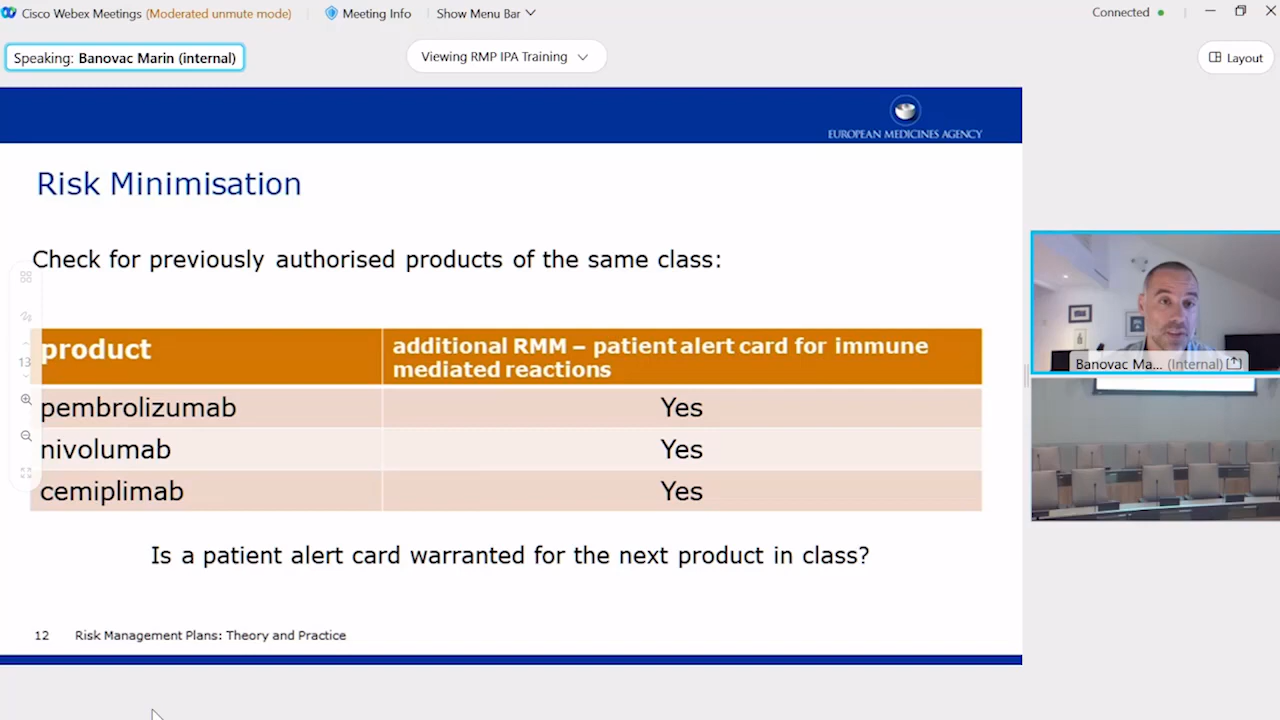 Cisco Webex Meetings (Moderated unmute mode)
Meeting Info
Show Menu Bar
Connected
Speaking: Banovac Marin (internal)
Viewing RMP IPA Training
Layout
EUROPEAN MEDICINES AGENCY
Risk Minimisation
Check for previously authorised products of the same class:
13
product
additional RMM – patient alert card for immune
mediated reactions
pembrolizumab
Yes
nivolumab
Yes
cemiplimab
Yes
Is a patient alert card warranted for the next product in class?
12
Risk Management Plans: Theory and Practice
Banovac Ma... (Internal)